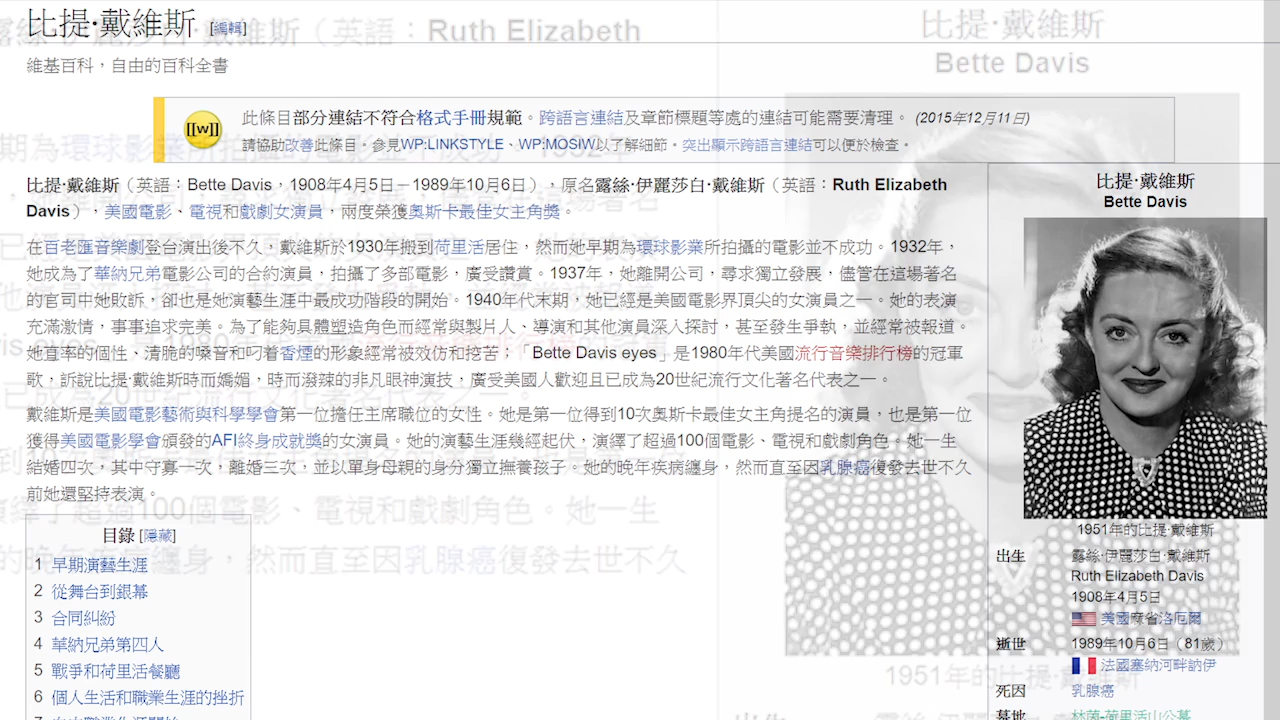 比提·戴維斯 [編輯]
維基百科，自由的百科全書
[[w]]
此條目部分連結不符合格式手冊規範。跨語言連結及章節標題等處的連結可能需要清理。 (2015年12月11日)
請協助改善此條目。參見WP:LINKSTYLE、WP:MOSIW以了解細節。突出顯示跨語言連結可以便於檢查。
比提·戴維斯（英語：Bette Davis，1908年4月5日－1989年10月6日），原名露絲·伊麗莎白·戴維斯（英語：Ruth Elizabeth
Davis），美國電影、電視和戲劇女演員，兩度榮獲奧斯卡最佳女主角獎。
在百老匯音樂劇登台演出後不久，戴維斯於1930年搬到荷里活居住，然而她早期為環球影業所拍攝的電影並不成功。1932年，
她成為了華納兄弟電影公司的合約演員，拍攝了多部電影，廣受讚賞。1937年，她離開公司，尋求獨立發展，儘管在這場著名
的官司中她敗訴，卻也是她演藝生涯中最成功階段的開始。1940年代末期，她已經是美國電影界頂尖的女演員之一。她的表演
充滿激情，事事追求完美。為了能夠具體塑造角色而經常與製片人、導演和其他演員深入探討，甚至發生爭執，並經常被報道。
她直率的個性、清脆的嗓音和叼着香煙的形象經常被效仿和挖苦；「Bette Davis eyes」是1980年代美國流行音樂排行榜的冠軍
歌，訴說比提·戴維斯時而嬌媚，時而潑辣的非凡眼神演技，廣受美國人歡迎且已成為20世紀流行文化著名代表之一。
戴維斯是美國電影藝術與科學學會第一位擔任主席職位的女性。她是第一位得到10次奧斯卡最佳女主角提名的演員，也是第一位
獲得美國電影學會頒發的AFI終身成就獎的女演員。她的演藝生涯幾經起伏，演繹了超過100個電影、電視和戲劇角色。她一生
結婚四次，其中守寡一次，離婚三次，並以單身母親的身分獨立撫養孩子。她的晚年疾病纏身，然而直至因乳腺癌復發去世不久
前她還堅持表演。
目錄 [隱藏]
1 早期演藝生涯
2 從舞台到銀幕
3 合同糾紛
4 華納兄弟第四人
5 戰爭和荷里活餐廳
6 個人生活和職業生涯的挫折
比提·戴維斯
Bette Davis
1951年的比提·戴維斯
出生 露絲·伊麗莎白·戴維斯
Ruth Elizabeth Davis
1908年4月5日
美國麻省洛厄爾
逝世 1989年10月6日（81歲）
法國塞納河畔訥伊
死因 乳腺癌
墓地 林茵-荷里活山公墓
比提·戴維斯
Bette Davis
1951年的比提·戴維斯